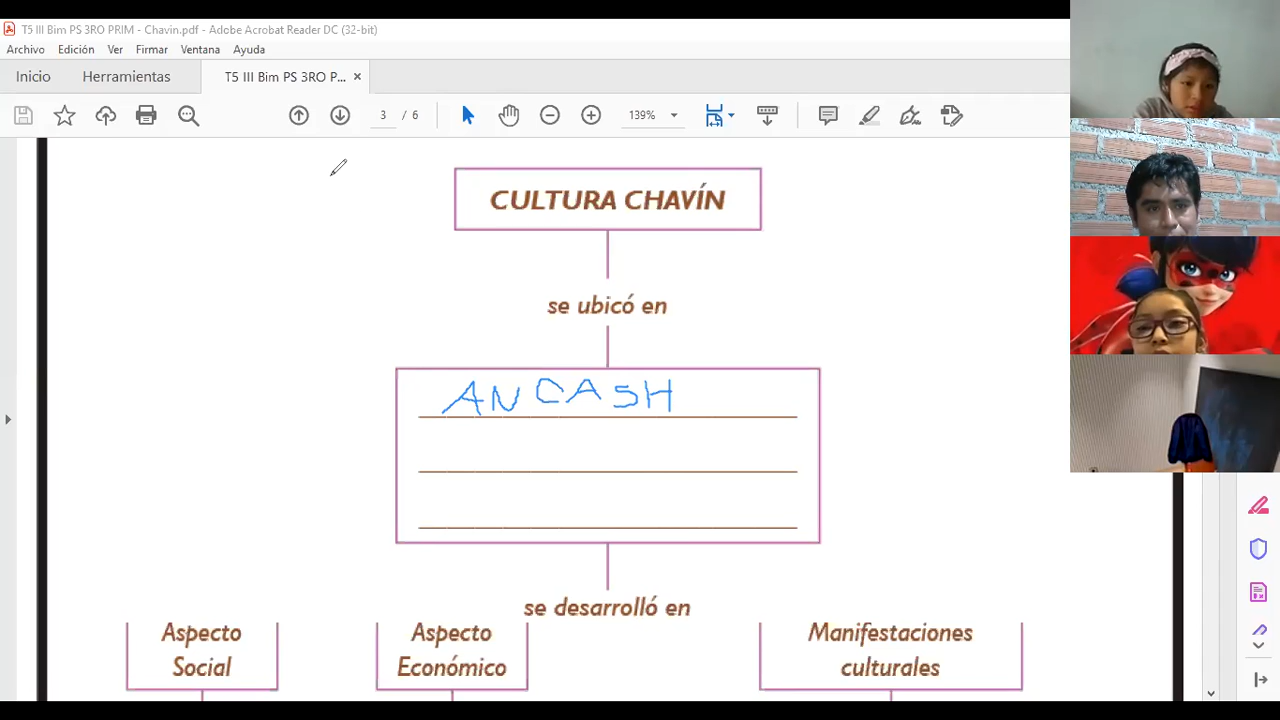 T5 III Bim PS 3RO PRIM - Chavin.pdf - Adobe Acrobat Reader DC (32-bit)
Archivo Edición Ver Firmar Ventana Ayuda
Inicio Herramientas T5 III Bim PS 3RO P... ×
3 / 6 139%
CULTURA CHAVÍN
se ubicó en
ANCASH
se desarrolló en
Aspecto Social
Aspecto Económico
Manifestaciones culturales